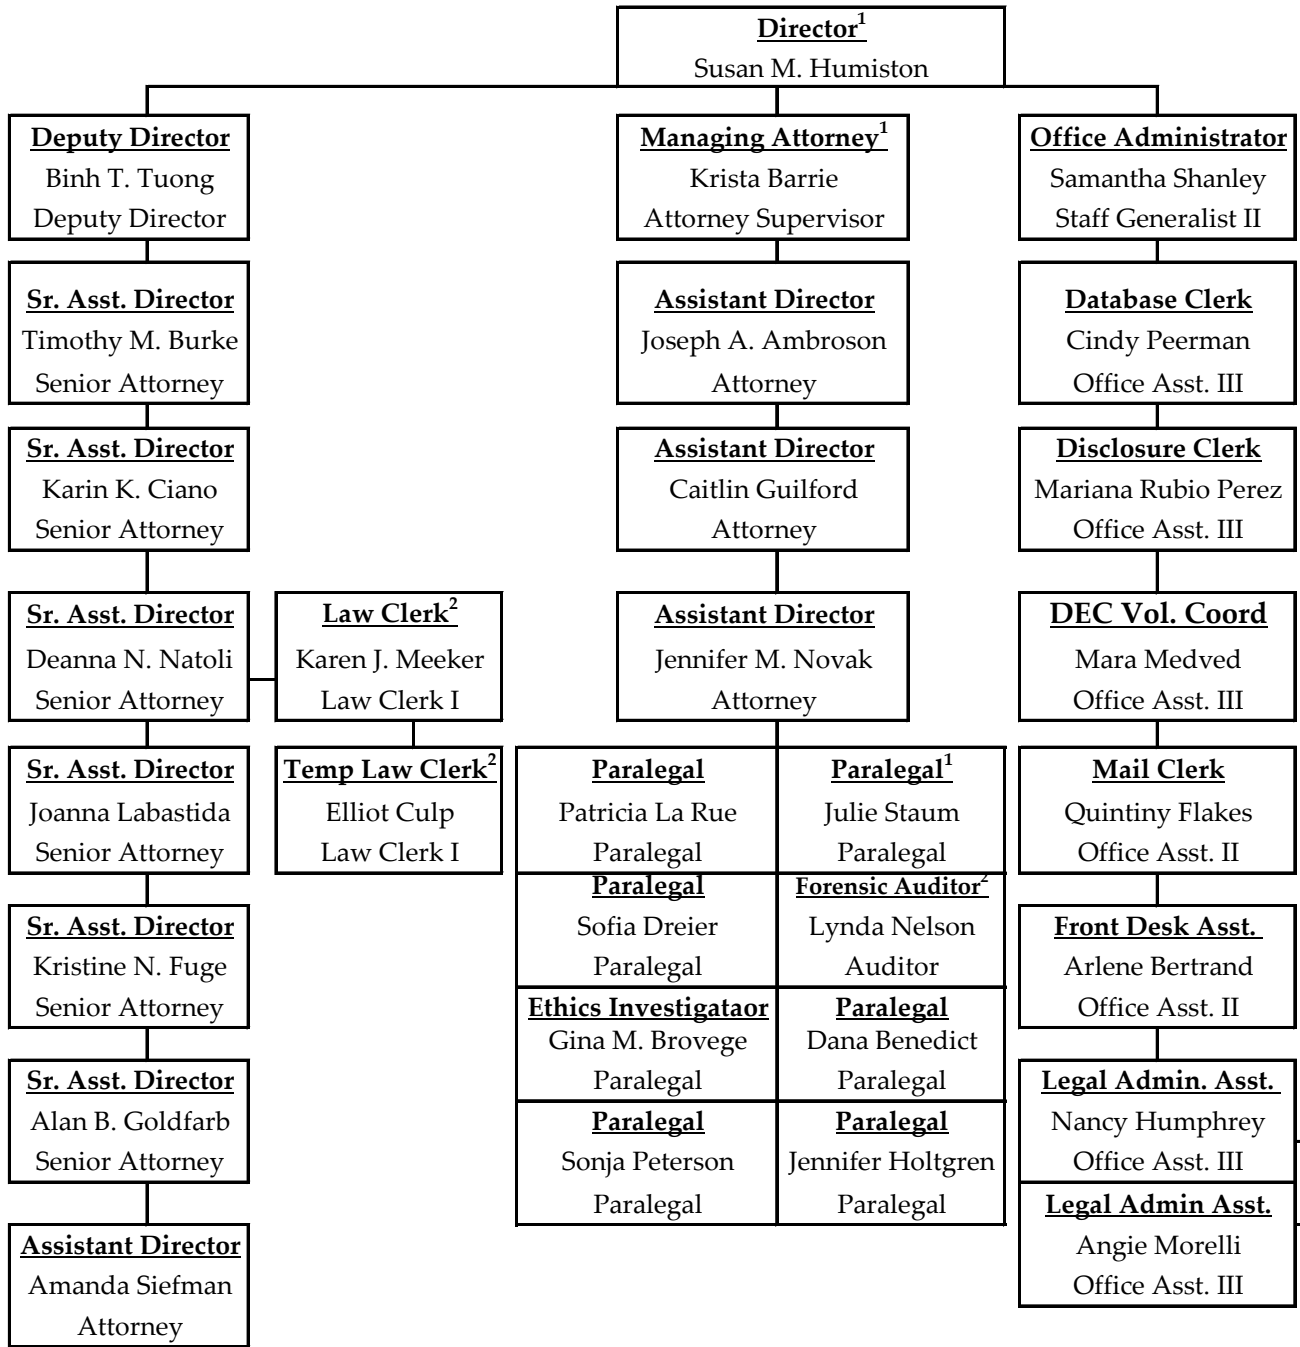 Director¹
Susan M. Humiston
Deputy Director
Binh T. Tuong
Deputy Director
Managing Attorney¹
Krista Barrie
Attorney Supervisor
Office Administrator
Samantha Shanley
Staff Generalist II
Sr. Asst. Director
Timothy M. Burke
Senior Attorney
Assistant Director
Joseph A. Ambroson
Attorney
Database Clerk
Cindy Peerman
Office Asst. III
Sr. Asst. Director
Karin K. Ciano
Senior Attorney
Assistant Director
Caitlin Guilford
Attorney
Disclosure Clerk
Mariana Rubio Perez
Office Asst. III
Sr. Asst. Director
Deanna N. Natoli
Senior Attorney
Law Clerk²
Karen J. Meeker
Law Clerk I
Assistant Director
Jennifer M. Novak
Attorney
DEC Vol. Coord
Mara Medved
Office Asst. III
Sr. Asst. Director
Joanna Labastida
Senior Attorney
Temp Law Clerk²
Elliot Culp
Law Clerk I
Paralegal
Patricia La Rue
Paralegal
Paralegal¹
Julie Staum
Paralegal
Mail Clerk
Quintiny Flakes
Office Asst. II
Sr. Asst. Director
Kristine N. Fuge
Senior Attorney
Paralegal
Sofia Dreier
Paralegal
Forensic Auditor²
Lynda Nelson
Auditor
Front Desk Asst.
Arlene Bertrand
Office Asst. II
Ethics Investigataor
Gina M. Brovege
Paralegal
Paralegal
Dana Benedict
Paralegal
Sr. Asst. Director
Alan B. Goldfarb
Senior Attorney
Paralegal
Sonja Peterson
Paralegal
Paralegal
Jennifer Holtgren
Paralegal
Legal Admin. Asst.
Nancy Humphrey
Office Asst. III
Legal Admin Asst.
Angie Morelli
Office Asst. III
Assistant Director
Amanda Siefman
Attorney